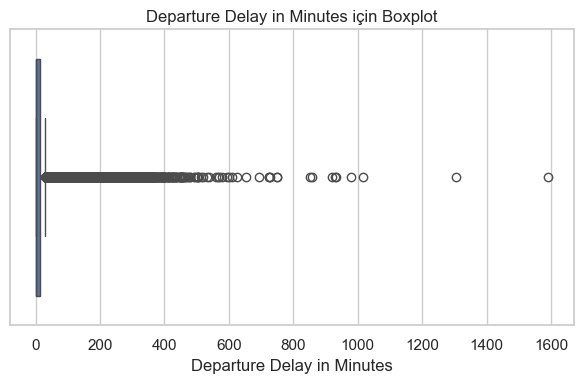 Departure Delay in Minutes için Boxplot
0 200 400 600 800 1000 1200 1400 1600
Departure Delay in Minutes